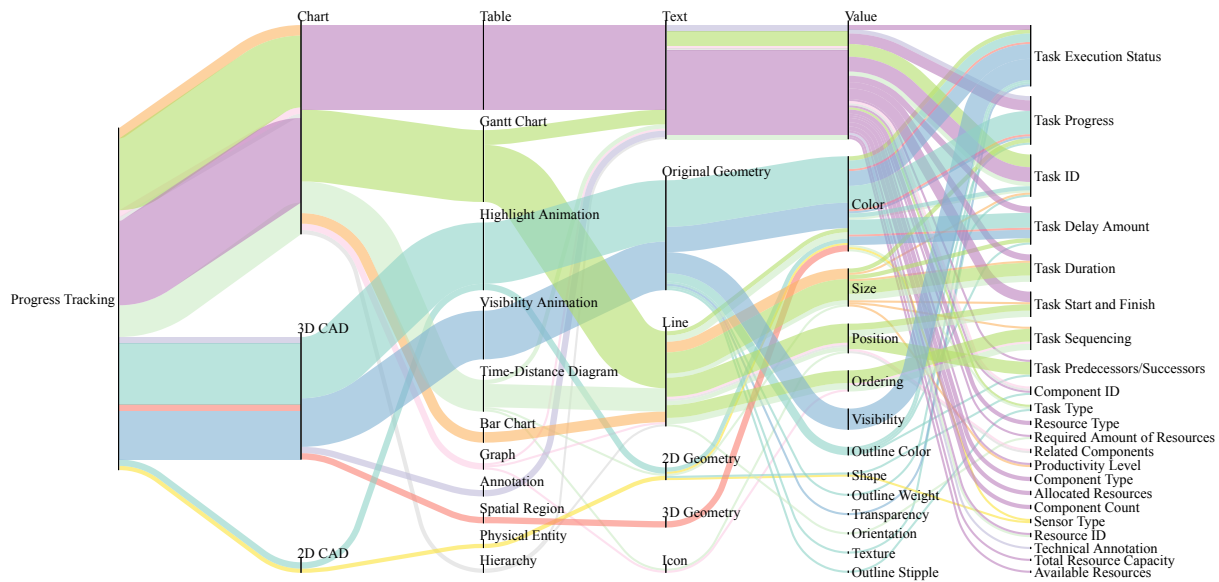 Progress Tracking
Chart
3D CAD
2D CAD
Table
Gantt Chart
Highlight Animation
Visibility Animation
Time-Distance Diagram
Bar Chart
Graph
Annotation
Spatial Region
Physical Entity
Hierarchy
Text
Original Geometry
Line
2D Geometry
3D Geometry
Icon
Value
Color
Size
Position
Ordering
Visibility
Outline Color
Shape
Outline Weight
Transparency
Orientation
Texture
Outline Stipple
Task Execution Status
Task Progress
Task ID
Task Delay Amount
Task Duration
Task Start and Finish
Task Sequencing
Task Predecessors/Successors
Component ID
Task Type
Resource Type
Required Amount of Resources
Related Components
Productivity Level
Component Type
Allocated Resources
Component Count
Sensor Type
Resource ID
Technical Annotation
Total Resource Capacity
Available Resources